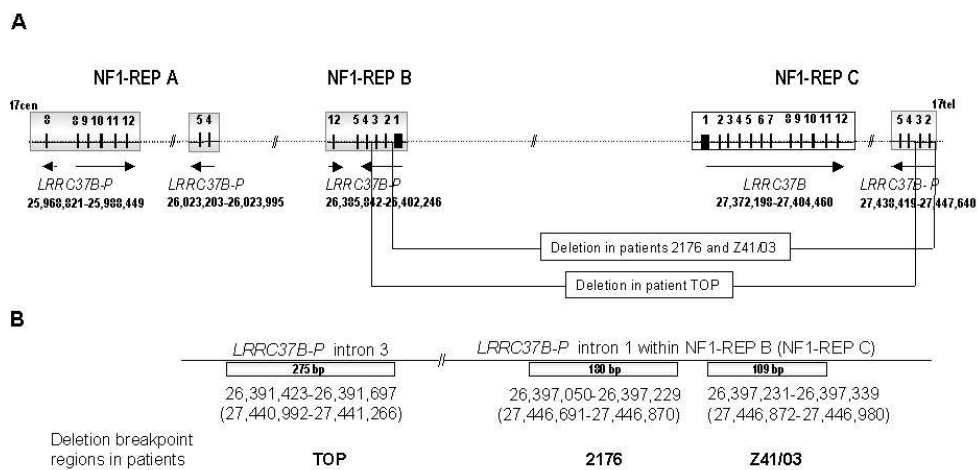 A
NF1-REP A NF1-REP B NF1-REP C
17cen 17tel
8 8 9 10 11 12 5 4 12 5 4 3 2 1 1 2 3 4 5 6 7 8 9 10 11 12 5 4 3 2
// // // //
LRRC37B-P LRRC37B-P LRRC37B-P LRRC37B LRRC37B-P
25,968,821-25,988,449 26,023,203-26,023,995 26,385,842-26,402,246 27,372,198-27,404,460 27,438,419-27,447,640
Deletion in patients 2176 and Z41/03
Deletion in patient TOP
B
LRRC37B-P intron 3 // LRRC37B-P intron 1 within NF1-REP B (NF1-REP C)
275 bp 180 bp 109 bp
26,391,423-26,391,697 26,397,050-26,397,229 26,397,231-26,397,339
(27,440,992-27,441,266) (27,446,691-27,446,870) (27,446,872-27,446,980)
Deletion breakpoint
regions in patients TOP 2176 Z41/03